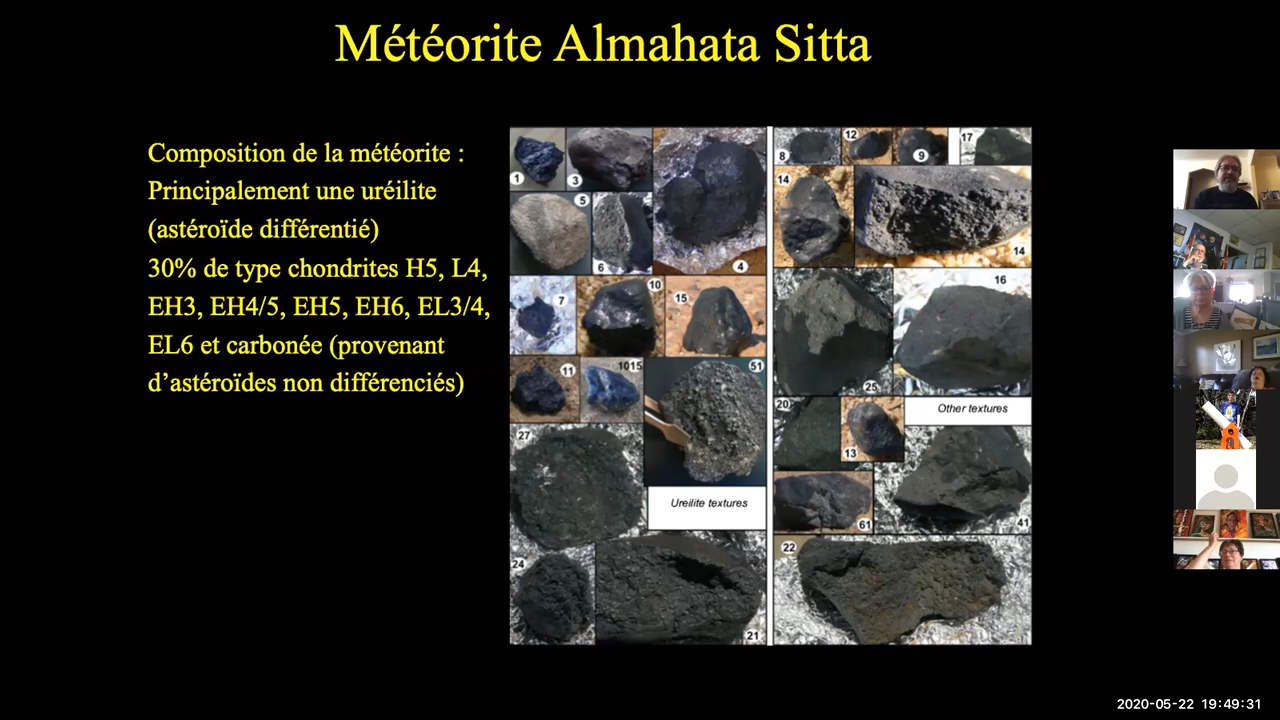 Météorite Almahata Sitta
Composition de la météorite :
Principalement une uréilite
(astéroïde différentié)
30% de type chondrites H5, L4,
EH3, EH4/5, EH5, EH6, EL3/4,
EL6 et carbonée (provenant
d’astéroïdes non différenciés)
1
3
4
5
6
7
10
15
11
1015
51
27
Ureilite textures
24
21
8
12
9
17
14
14
16
25
20
13
Other textures
61
41
22
2020-05-22 19:49:31